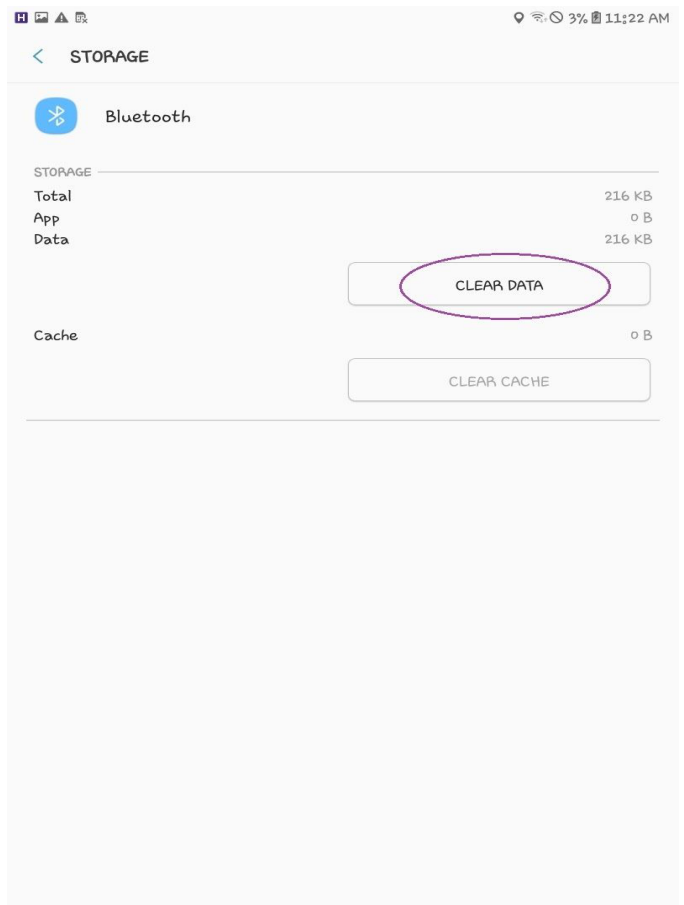 H 3% 11:22 AM
STORAGE
Bluetooth
STORAGE
Total 216 KB
App 0 B
Data 216 KB
CLEAR DATA
Cache 0 B
CLEAR CACHE